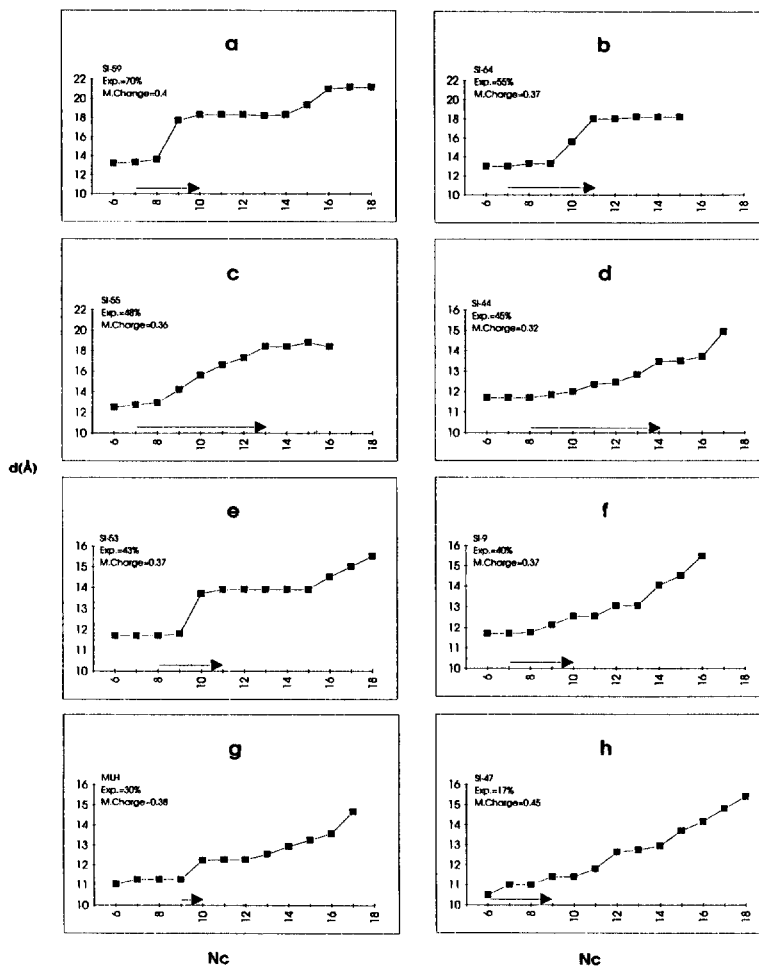 a
SI-59
Exp.=70%
M.Change=0.4
22
20
18
16
14
12
10
6 8 10 12 14 16 18
b
SI-64
Exp.=55%
M.Charge=0.37
22
20
18
16
14
12
10
6 8 10 12 14 16 18
c
SI-55
Exp.=48%
M.Charge=0.36
22
20
18
16
14
12
10
6 8 10 12 14 16 18
d
SI-44
Exp.=45%
M.Charge=0.32
16
15
14
13
12
11
10
6 8 10 12 14 16 18
d(Å)
e
SI-53
Exp.=43%
M.Charge=0.37
16
15
14
13
12
11
10
6 8 10 12 14 16 18
f
SI-9
Exp.=40%
M.Charge=0.37
16
15
14
13
12
11
10
6 8 10 12 14 16 18
g
MLH
Exp.=30%
M.Charge=0.38
16
15
14
13
12
11
10
6 8 10 12 14 16 18
h
SI-47
Exp.=17%
M.Charge=0.45
16
15
14
13
12
11
10
6 8 10 12 14 16 18
Nc
Nc